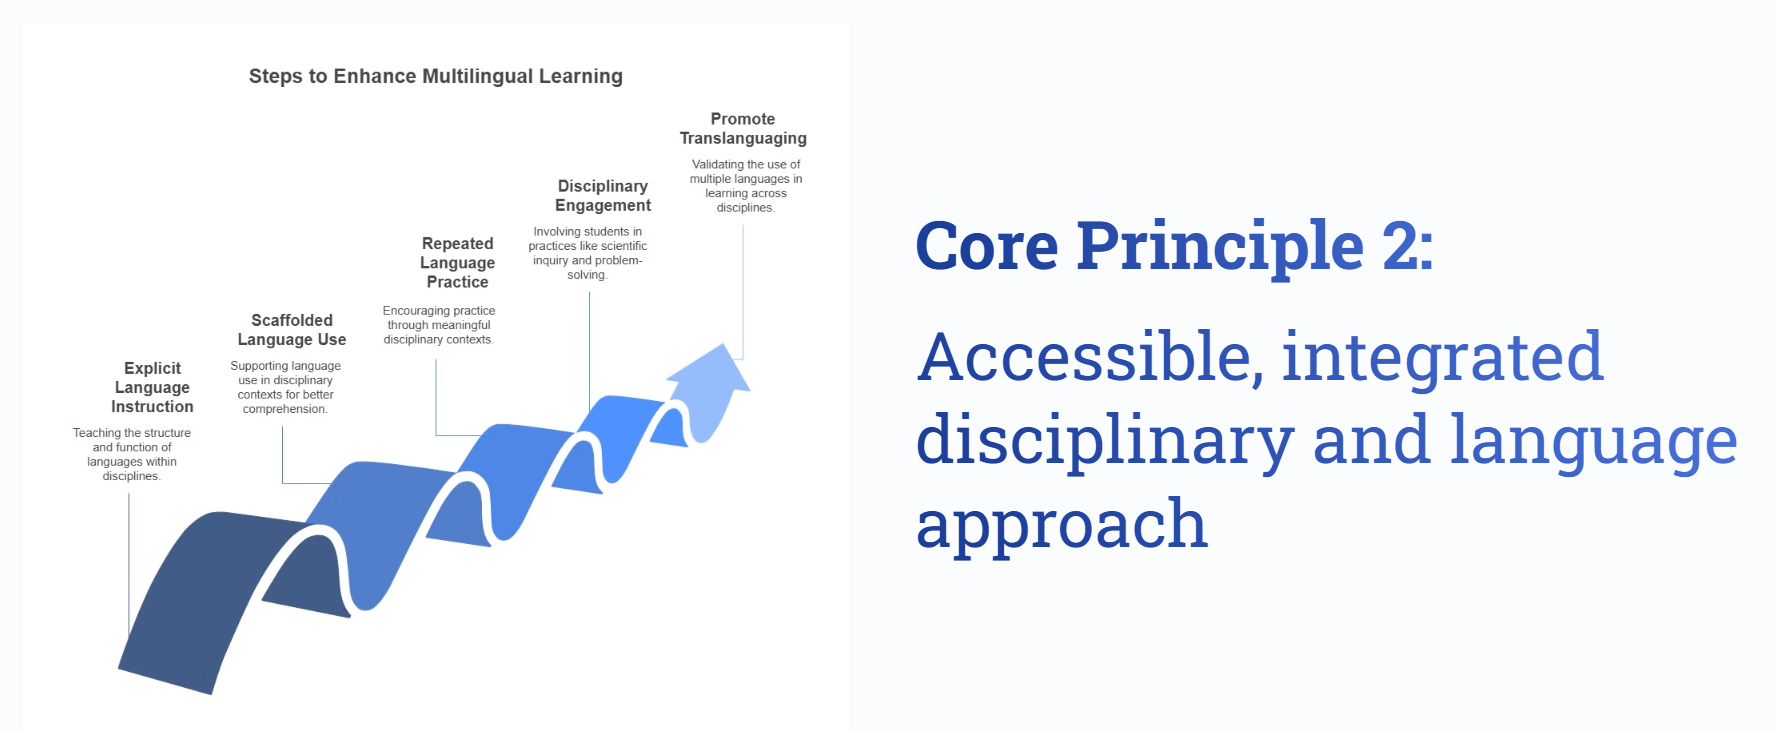 Steps to Enhance Multilingual Learning
Explicit
Language
Instruction
Teaching the structure
and function of
languages within
disciplines.
Scaffolded
Language Use
Supporting language
use in disciplinary
contexts for better
comprehension.
Repeated
Language
Practice
Encouraging practice
through meaningful
disciplinary contexts.
Disciplinary
Engagement
Involving students in
practices like scientific
inquiry and problem-
solving.
Promote
Translanguaging
Validating the use of
multiple languages in
learning across
disciplines.
Core Principle 2:
Accessible, integrated
disciplinary and language
approach